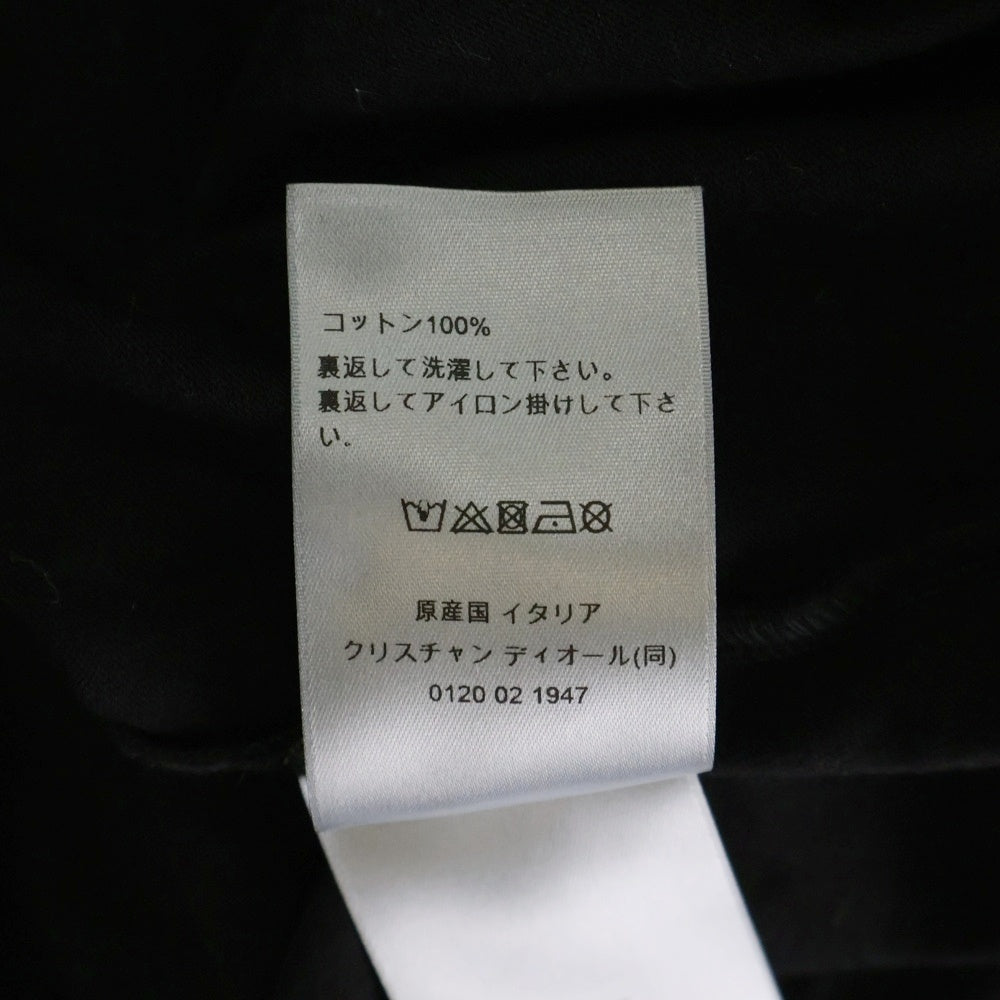 コットン100%
裏返して洗濯して下さい。
裏返してアイロン掛けして下さ
い。
原産国 イタリア
クリスチャン ディオール(同)
0120 02 1947